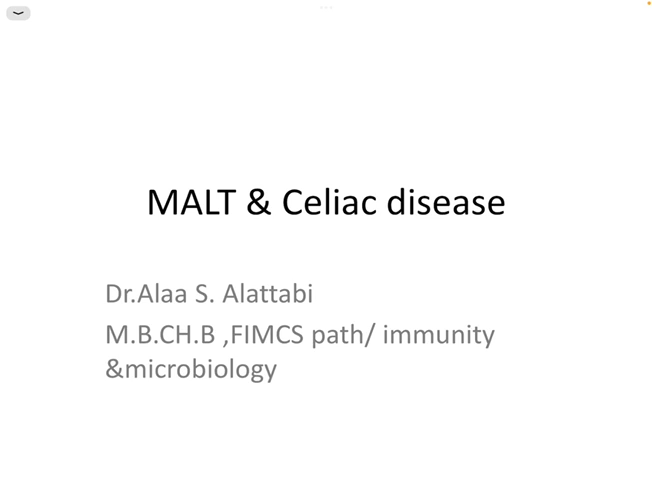 MALT & Celiac disease
Dr.Alaa S. Alattabi
M.B.CH.B ,FIMCS path/ immunity
&microbiology